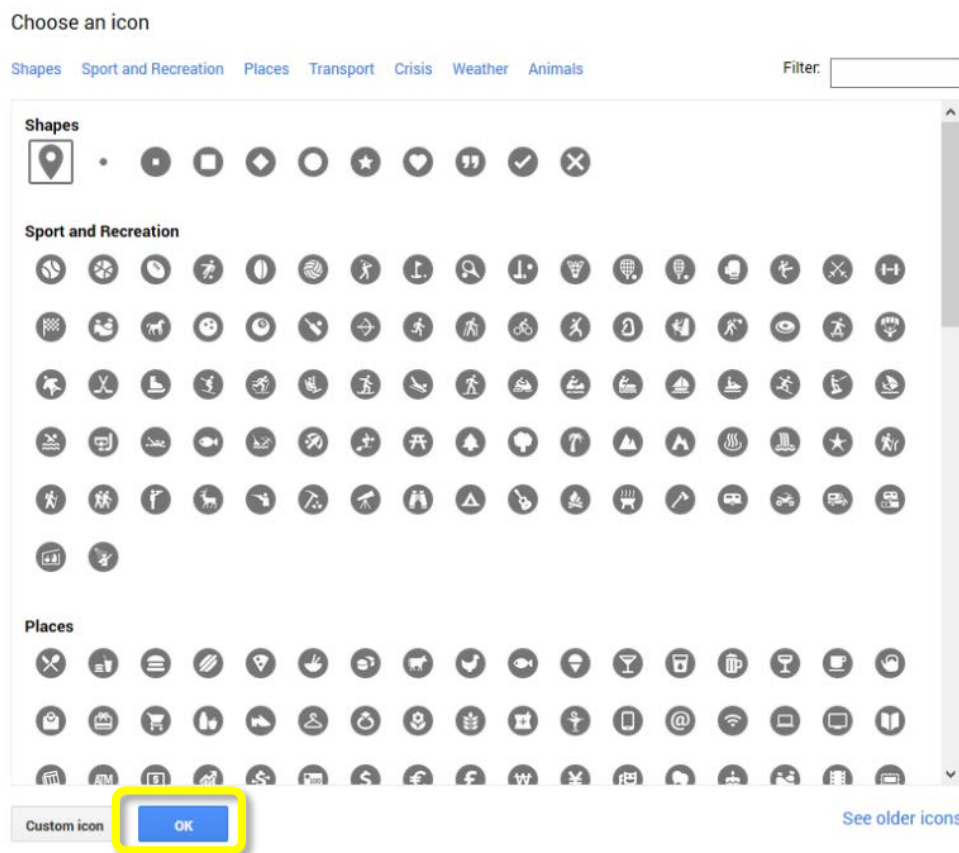 Choose an icon
Shapes Sport and Recreation Places Transport Crisis Weather Animals Filter:
Shapes
Sport and Recreation
Places
ATM
Custom icon OK See older icons